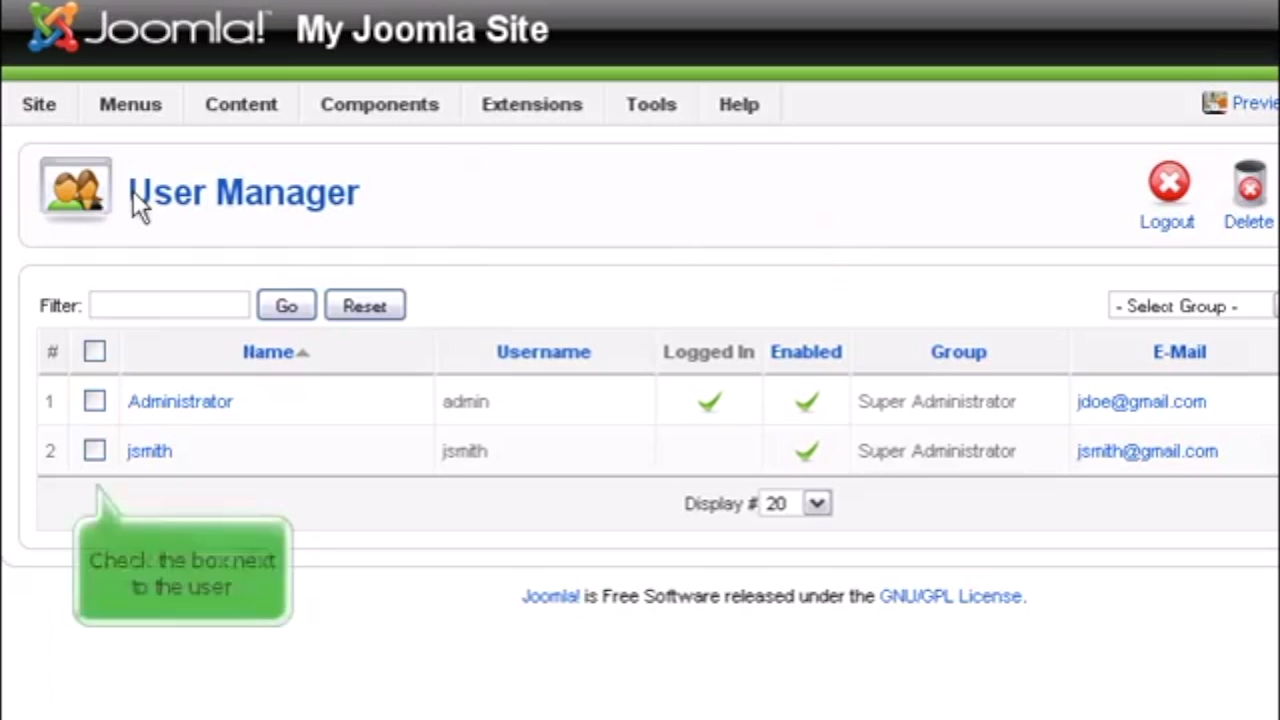 Joomla! My Joomla Site
Site Menus Content Components Extensions Tools Help
User Manager
Logout Delete
Filter: Go Reset - Select Group -
# Name Username Logged In Enabled Group E-Mail
1 Administrator admin Super Administrator jdoe@gmail.com
2 jsmith jsmith Super Administrator jsmith@gmail.com
Display # 20
Check the box next
to the user
Joomla! is Free Software released under the GNU/GPL License.